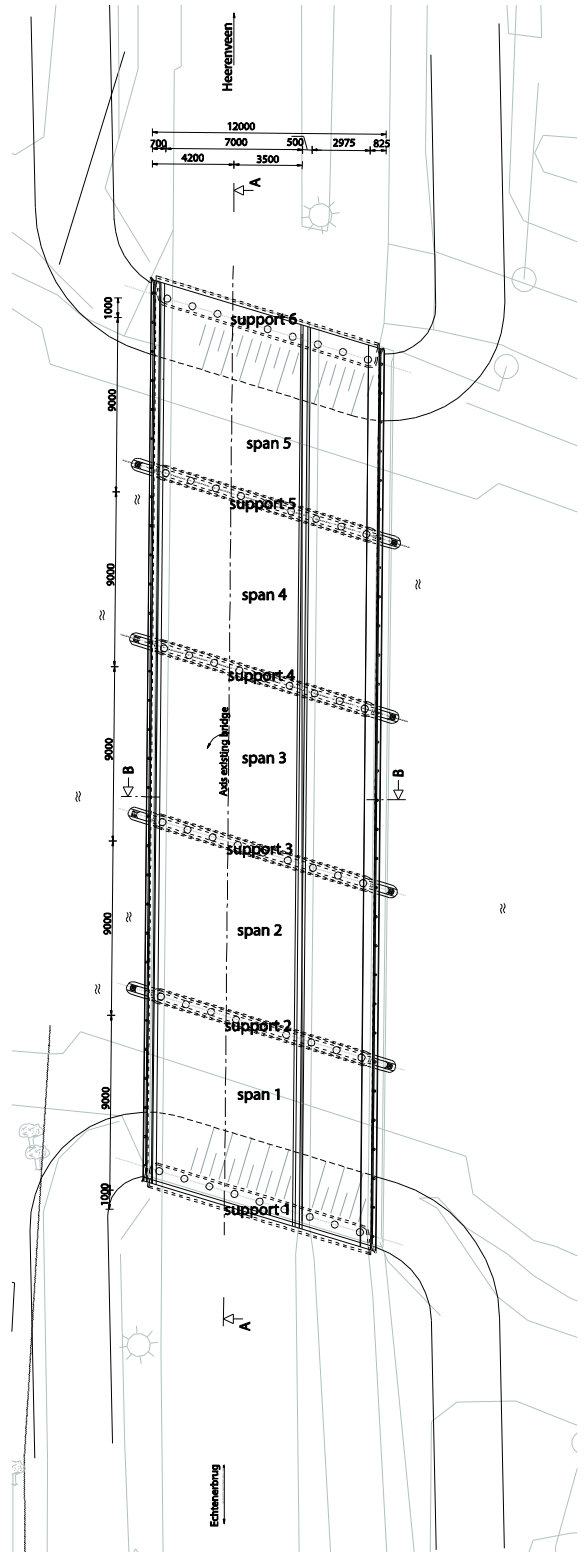 Heerenveen
12000
700 7000 500 2975 825
4200 3500
A
1000
support 6
9000
span 5
support 5
9000
span 4
support 4
9000
Axis existing bridge
span 3
B B
support 3
9000
span 2
support 2
9000
span 1
1000
support 1
A
Echtenerbrug